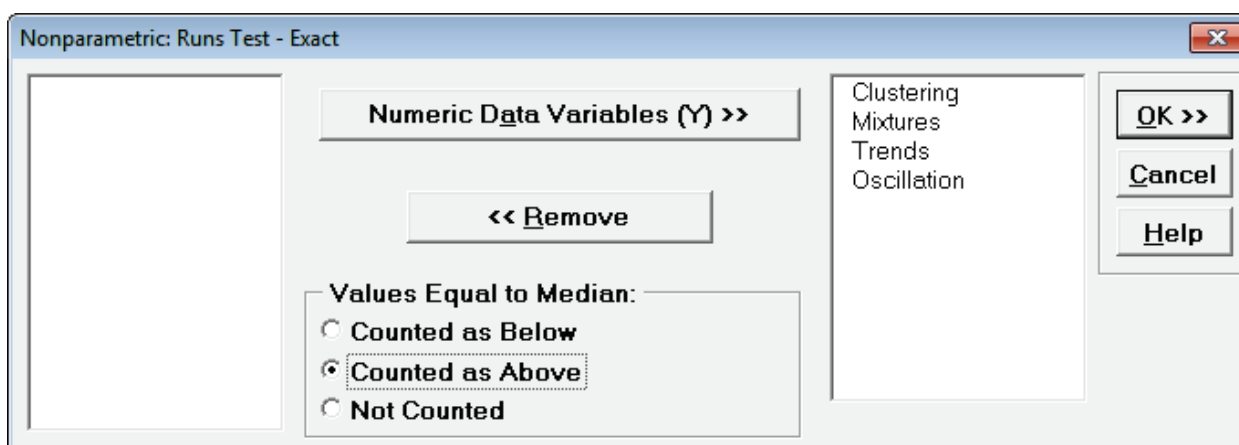 Nonparametric: Runs Test - Exact
Numeric Data Variables (Y) >>
<< Remove
Values Equal to Median:
Counted as Below
Counted as Above
Not Counted
Clustering
Mixtures
Trends
Oscillation
OK >>
Cancel
Help